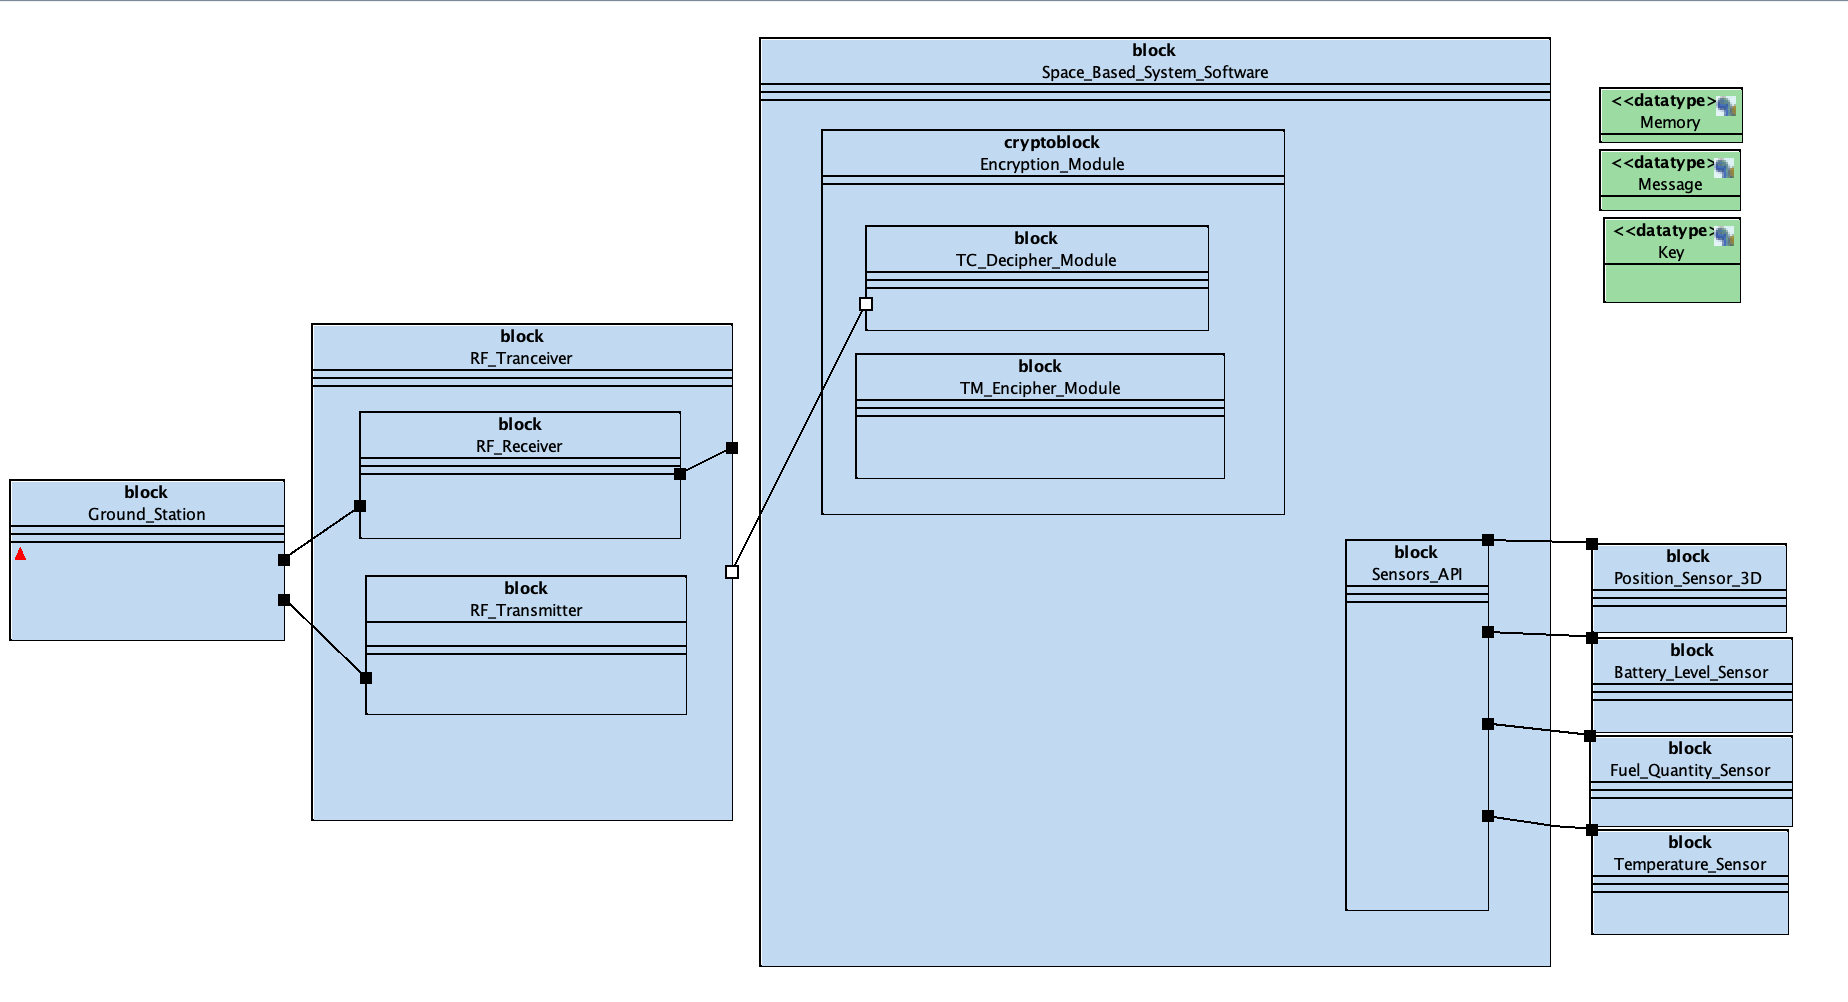 block
Space_Based_System_Software
cryptoblock
Encryption_Module
block
TC_Decipher_Module
block
TM_Encipher_Module
block
RF_Tranceiver
block
RF_Receiver
block
RF_Transmitter
block
Ground_Station
block
Sensors_API
block
Position_Sensor_3D
block
Battery_Level_Sensor
block
Fuel_Quantity_Sensor
block
Temperature_Sensor
<<datatype>
Memory
<<datatype>
Message
<<datatype>
Key